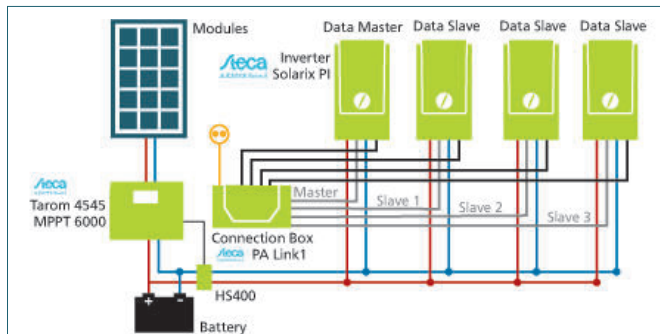 Modules
Data Master
Data Slave
Data Slave
Data Slave
Steca
Inverter
Solarix PI
Steca
Tarom 4545
MPPT 6000
Master
Slave 1
Slave 2
Slave 3
Connection Box
Steca
PA Link1
HS400
+
-
Battery